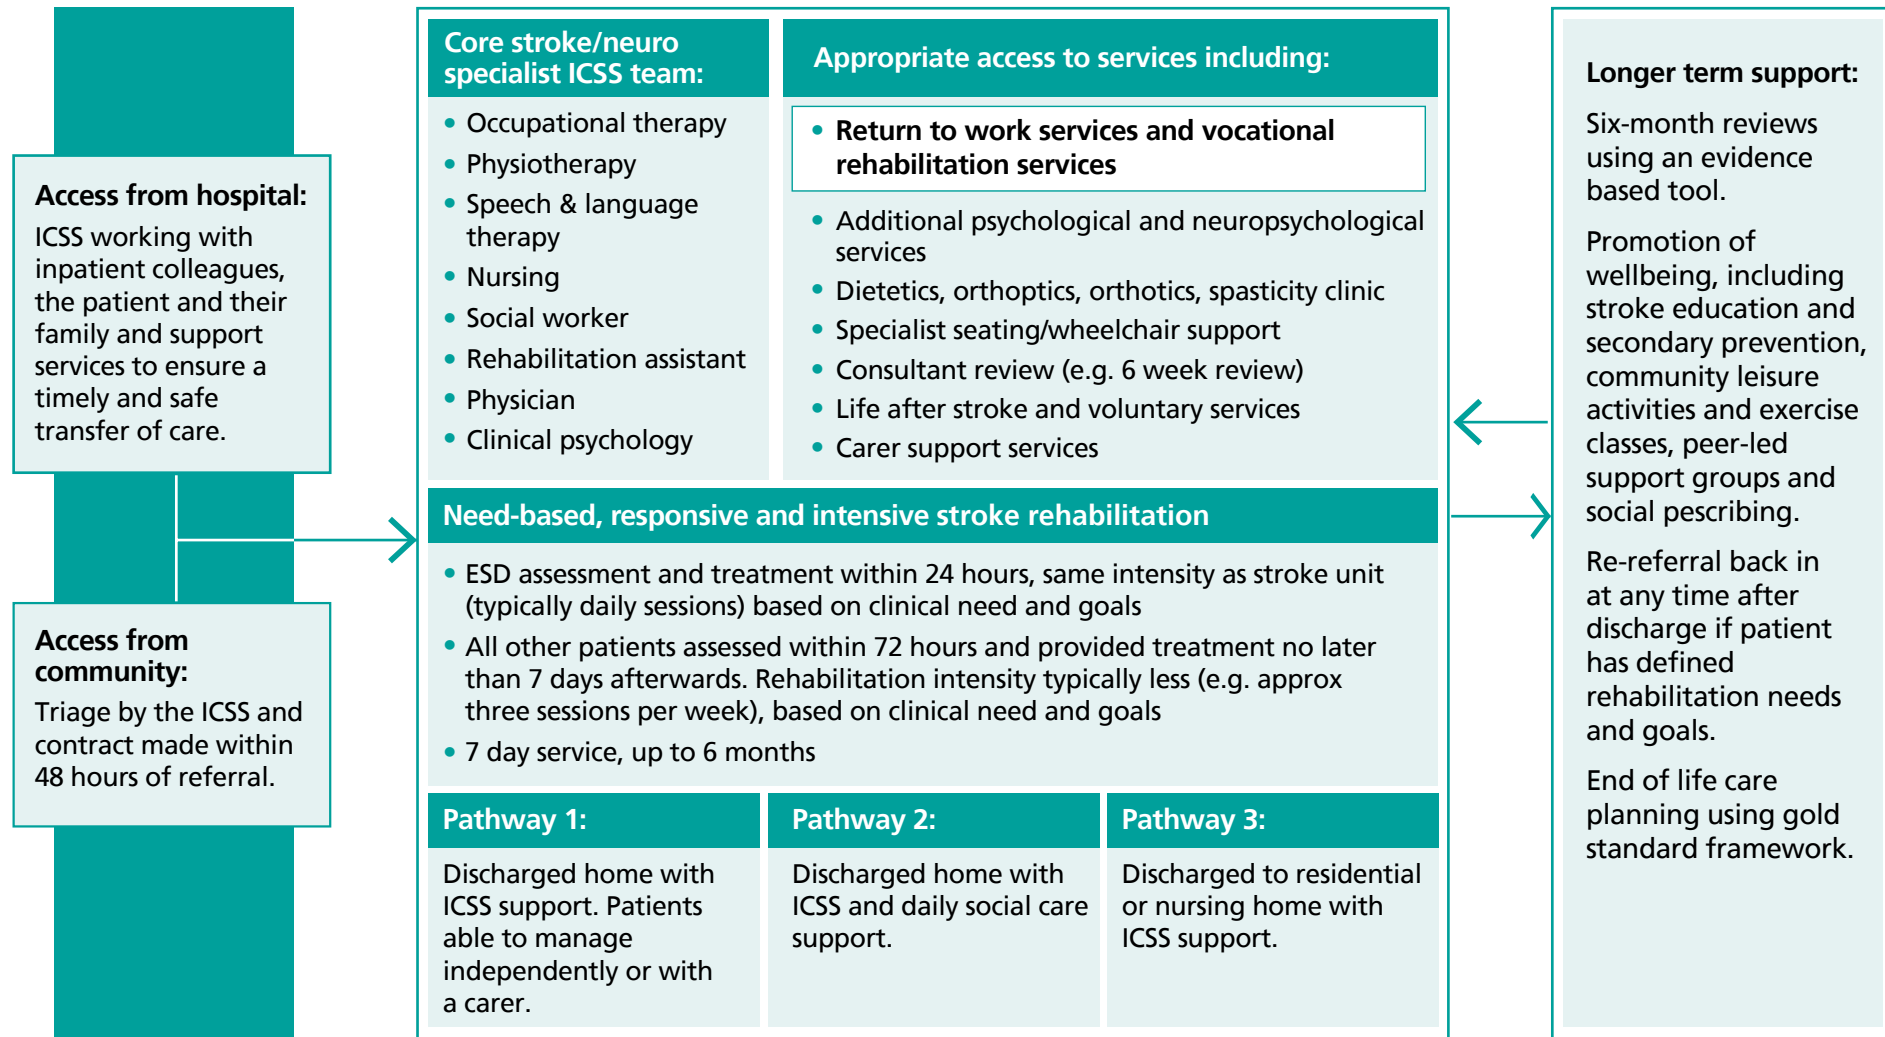 Access from hospital:
ICSS working with
inpatient colleagues,
the patient and their
family and support
services to ensure a
timely and safe
transfer of care.
Access from
community:
Triage by the ICSS and
contract made within
48 hours of referral.
Core stroke/neuro
specialist ICSS team:
• Occupational therapy
• Physiotherapy
• Speech & language
therapy
• Nursing
• Social worker
• Rehabilitation assistant
• Physician
• Clinical psychology
Appropriate access to services including:
• Return to work services and vocational
rehabilitation services
• Additional psychological and neuropsychological
services
• Dietetics, orthoptics, orthotics, spasticity clinic
• Specialist seating/wheelchair support
• Consultant review (e.g. 6 week review)
• Life after stroke and voluntary services
• Carer support services
Need-based, responsive and intensive stroke rehabilitation
• ESD assessment and treatment within 24 hours, same intensity as stroke unit
(typically daily sessions) based on clinical need and goals
• All other patients assessed within 72 hours and provided treatment no later
than 7 days afterwards. Rehabilitation intensity typically less (e.g. approx
three sessions per week), based on clinical need and goals
• 7 day service, up to 6 months
Pathway 1:
Discharged home with
ICSS support. Patients
able to manage
independently or with
a carer.
Pathway 2:
Discharged home with
ICSS and daily social care
support.
Pathway 3:
Discharged to residential
or nursing home with
ICSS support.
Longer term support:
Six-month reviews
using an evidence
based tool.
Promotion of
wellbeing, including
stroke education and
secondary prevention,
community leisure
activities and exercise
classes, peer-led
support groups and
social pescribing.
Re-referral back in
at any time after
discharge if patient
has defined
rehabilitation needs
and goals.
End of life care
planning using gold
standard framework.